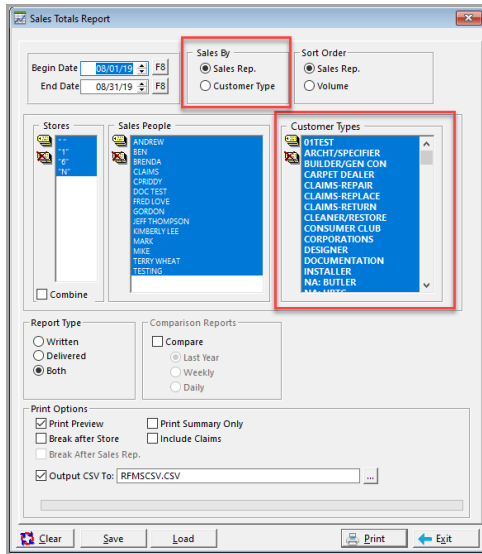 Sales Totals Report
Begin Date 08/01/19 F8
End Date 08/31/19 F8
Sales By
Sales Rep.
Customer Type
Sort Order
Sales Rep.
Volume
Stores
" "
"1"
"6"
"N"
Combine
Sales People
ANDREW
BEN
BRENDA
CLAIMS
CPRIDDY
DOC TEST
FRED LOVE
GORDON
JEFF THOMPSON
KIMBERLY LEE
MARK
MIKE
TERRY WHEAT
TESTING
Customer Types
01TEST
ARCHT/SPECIFIER
BUILDER/GEN CON
CARPET DEALER
CLAIMS-REPAIR
CLAIMS-REPLACE
CLAIMS-RETURN
CLEANER/RESTORE
CONSUMER CLUB
CORPORATIONS
DESIGNER
DOCUMENTATION
INSTALLER
NA: BUTLER
Report Type
Written
Delivered
Both
Comparison Reports
Compare
Last Year
Weekly
Daily
Print Options
Print Preview
Print Summary Only
Break after Store
Include Claims
Break After Sales Rep.
Output CSV To: RFMSCSV.CSV ...
Clear Save Load Print Exit